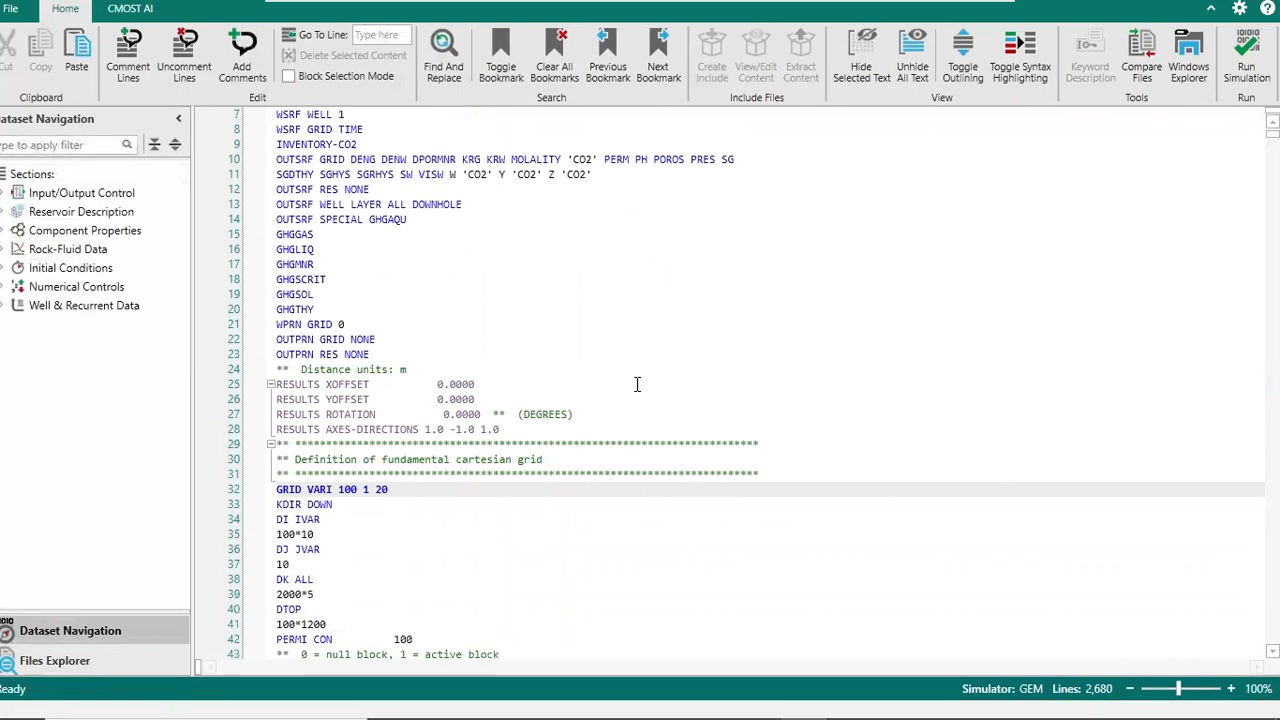 File Home CMOST AI
Cut Copy Paste
Clipboard
Comment Lines Uncomment Lines Add Comments
Go To Line: Type here
Delete Selected Content
Block Selection Mode
Edit
Find And Replace Toggle Bookmark Clear All Bookmarks Previous Bookmark Next Bookmark
Search
Create Include View/Edit Content Extract Content
Include Files
Hide Selected Text Unhide All Text Toggle Outlining Toggle Syntax Highlighting
View
Keyword Description Compare Files Windows Explorer
Tools
Run Simulation
Run
Dataset Navigation
ype to apply filter
Sections:
Input/Output Control
Reservoir Description
Component Properties
Rock-Fluid Data
Initial Conditions
Numerical Controls
Well & Recurrent Data
Dataset Navigation
Files Explorer
7 WSRF WELL 1
8 WSRF GRID TIME
9 INVENTORY-CO2
10 OUTSRF GRID DENG DENW DPORMNR KRG KRW MOLALITY 'CO2' PERM PH POROS PRES SG
11 SGDTHY SGHYS SGRHYS SW VISW W 'CO2' Y 'CO2' Z 'CO2'
12 OUTSRF RES NONE
13 OUTSRF WELL LAYER ALL DOWNHOLE
14 OUTSRF SPECIAL GHGAQU
15 GHGGAS
16 GHGLIQ
17 GHGMNR
18 GHGSCRIT
19 GHGSOL
20 GHGTHY
21 WPRN GRID 0
22 OUTPRN GRID NONE
23 OUTPRN RES NONE
24 **  Distance units: m
25 RESULTS XOFFSET           0.0000
26 RESULTS YOFFSET           0.0000
27 RESULTS ROTATION           0.0000  **  (DEGREES)
28 RESULTS AXES-DIRECTIONS 1.0 -1.0 1.0
29 ** ***************************************************************************
30 ** Definition of fundamental cartesian grid
31 ** ***************************************************************************
32 GRID VARI 100 1 20
33 KDIR DOWN
34 DI IVAR
35 100*10
36 DJ JVAR
37 10
38 DK ALL
39 2000*5
40 DTOP
41 100*1200
42 PERMI CON          100
43 **  0 = null block, 1 = active block
Ready Simulator: GEM Lines: 2,680 100%